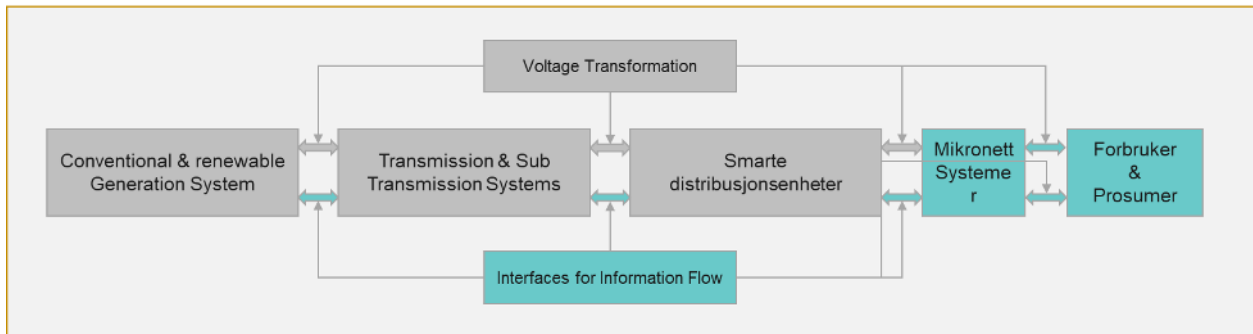 Voltage Transformation
Conventional & renewable
Generation System
Transmission & Sub
Transmission Systems
Smarte
distribusjonsenheter
Mikronett
Systeme
r
Forbruker
&
Prosumer
Interfaces for Information Flow